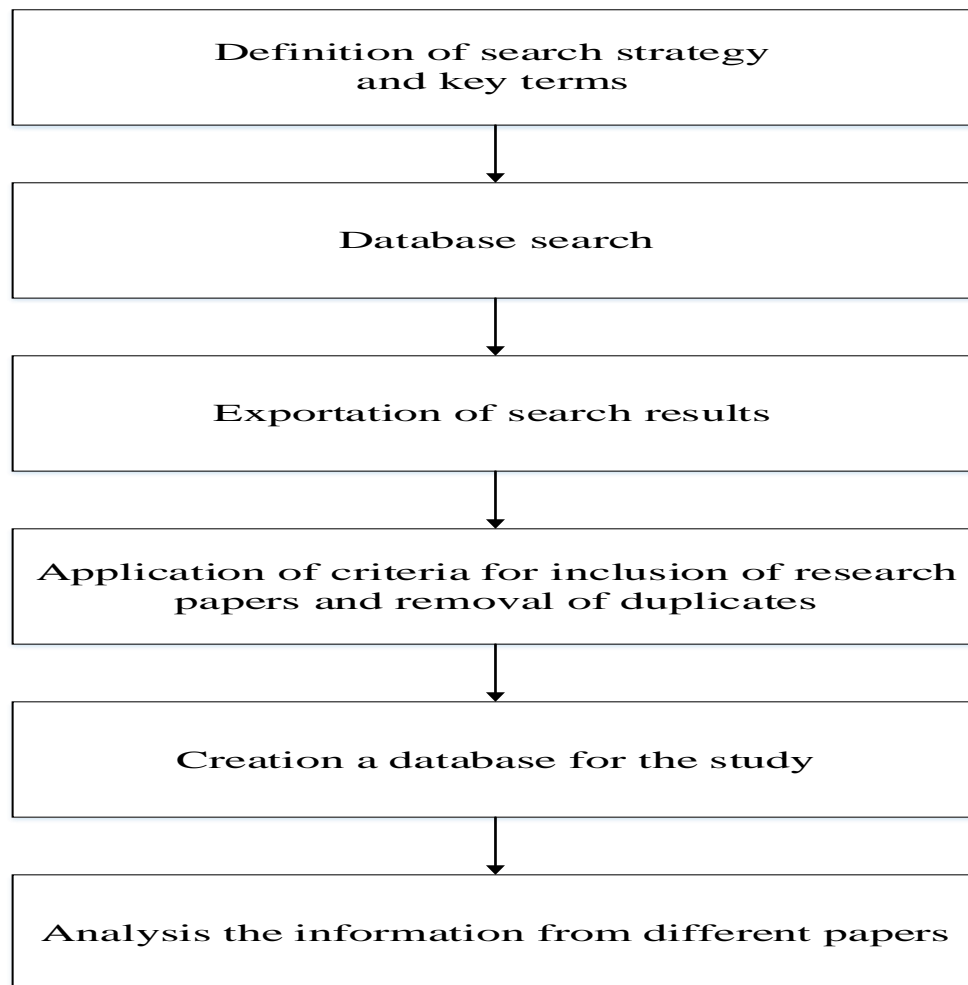 Definition of search strategy
and key terms
Database search
Exportation of search results
Application of criteria for inclusion of research
papers and removal of duplicates
Creation a database for the study
Analysis the information from different papers